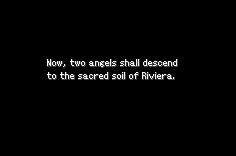 Now, two angels shall descend
to the sacred soil of Riviera.